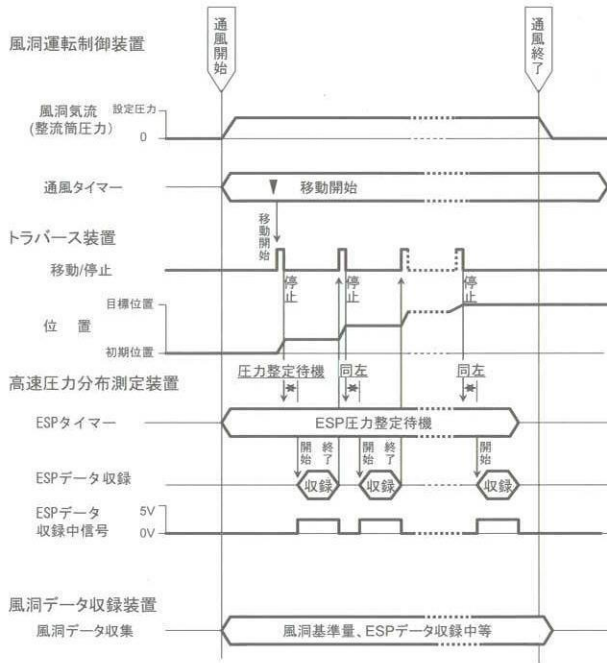 通風開始
通風終了
風洞運転制御装置
風洞気流
(整流筒圧力)
設定圧力
0
通風タイマー
移動開始
移動開始
トラバース装置
移動/停止
停止
停止
停止
目標位置
位 置
初期位置
圧力整定待機
同左
同左
高速圧力分布測定装置
ESPタイマー
ESP圧力整定待機
開始
終了
開始
終了
開始
ESPデータ収録
収録
収録
収録
ESPデータ
収録中信号
5V
0V
風洞データ収録装置
風洞データ収集
風洞基準量、ESPデータ収録中等